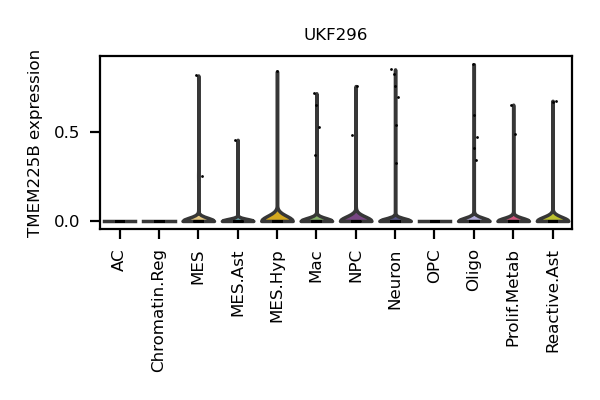 UKF296
TMEM225B expression
0.5
0.0
AC
Chromatin.Reg
MES
MES.Ast
MES.Hyp
Mac
NPC
Neuron
OPC
Oligo
Prolif.Metab
Reactive.Ast